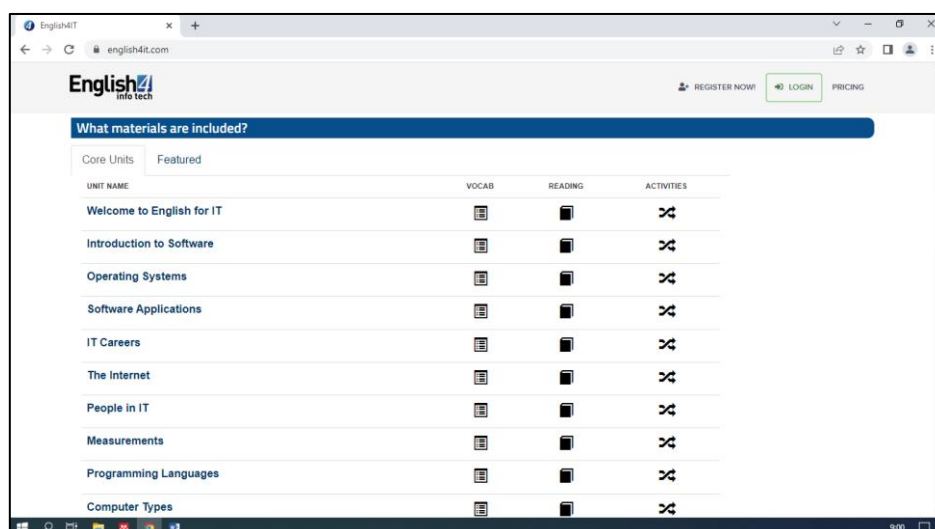 English4IT
english4it.com
English4
info tech
REGISTER NOW!
LOGIN
PRICING
What materials are included?
Core Units Featured
UNIT NAME VOCAB READING ACTIVITIES
Welcome to English for IT
Introduction to Software
Operating Systems
Software Applications
IT Careers
The Internet
People in IT
Measurements
Programming Languages
Computer Types
9:00